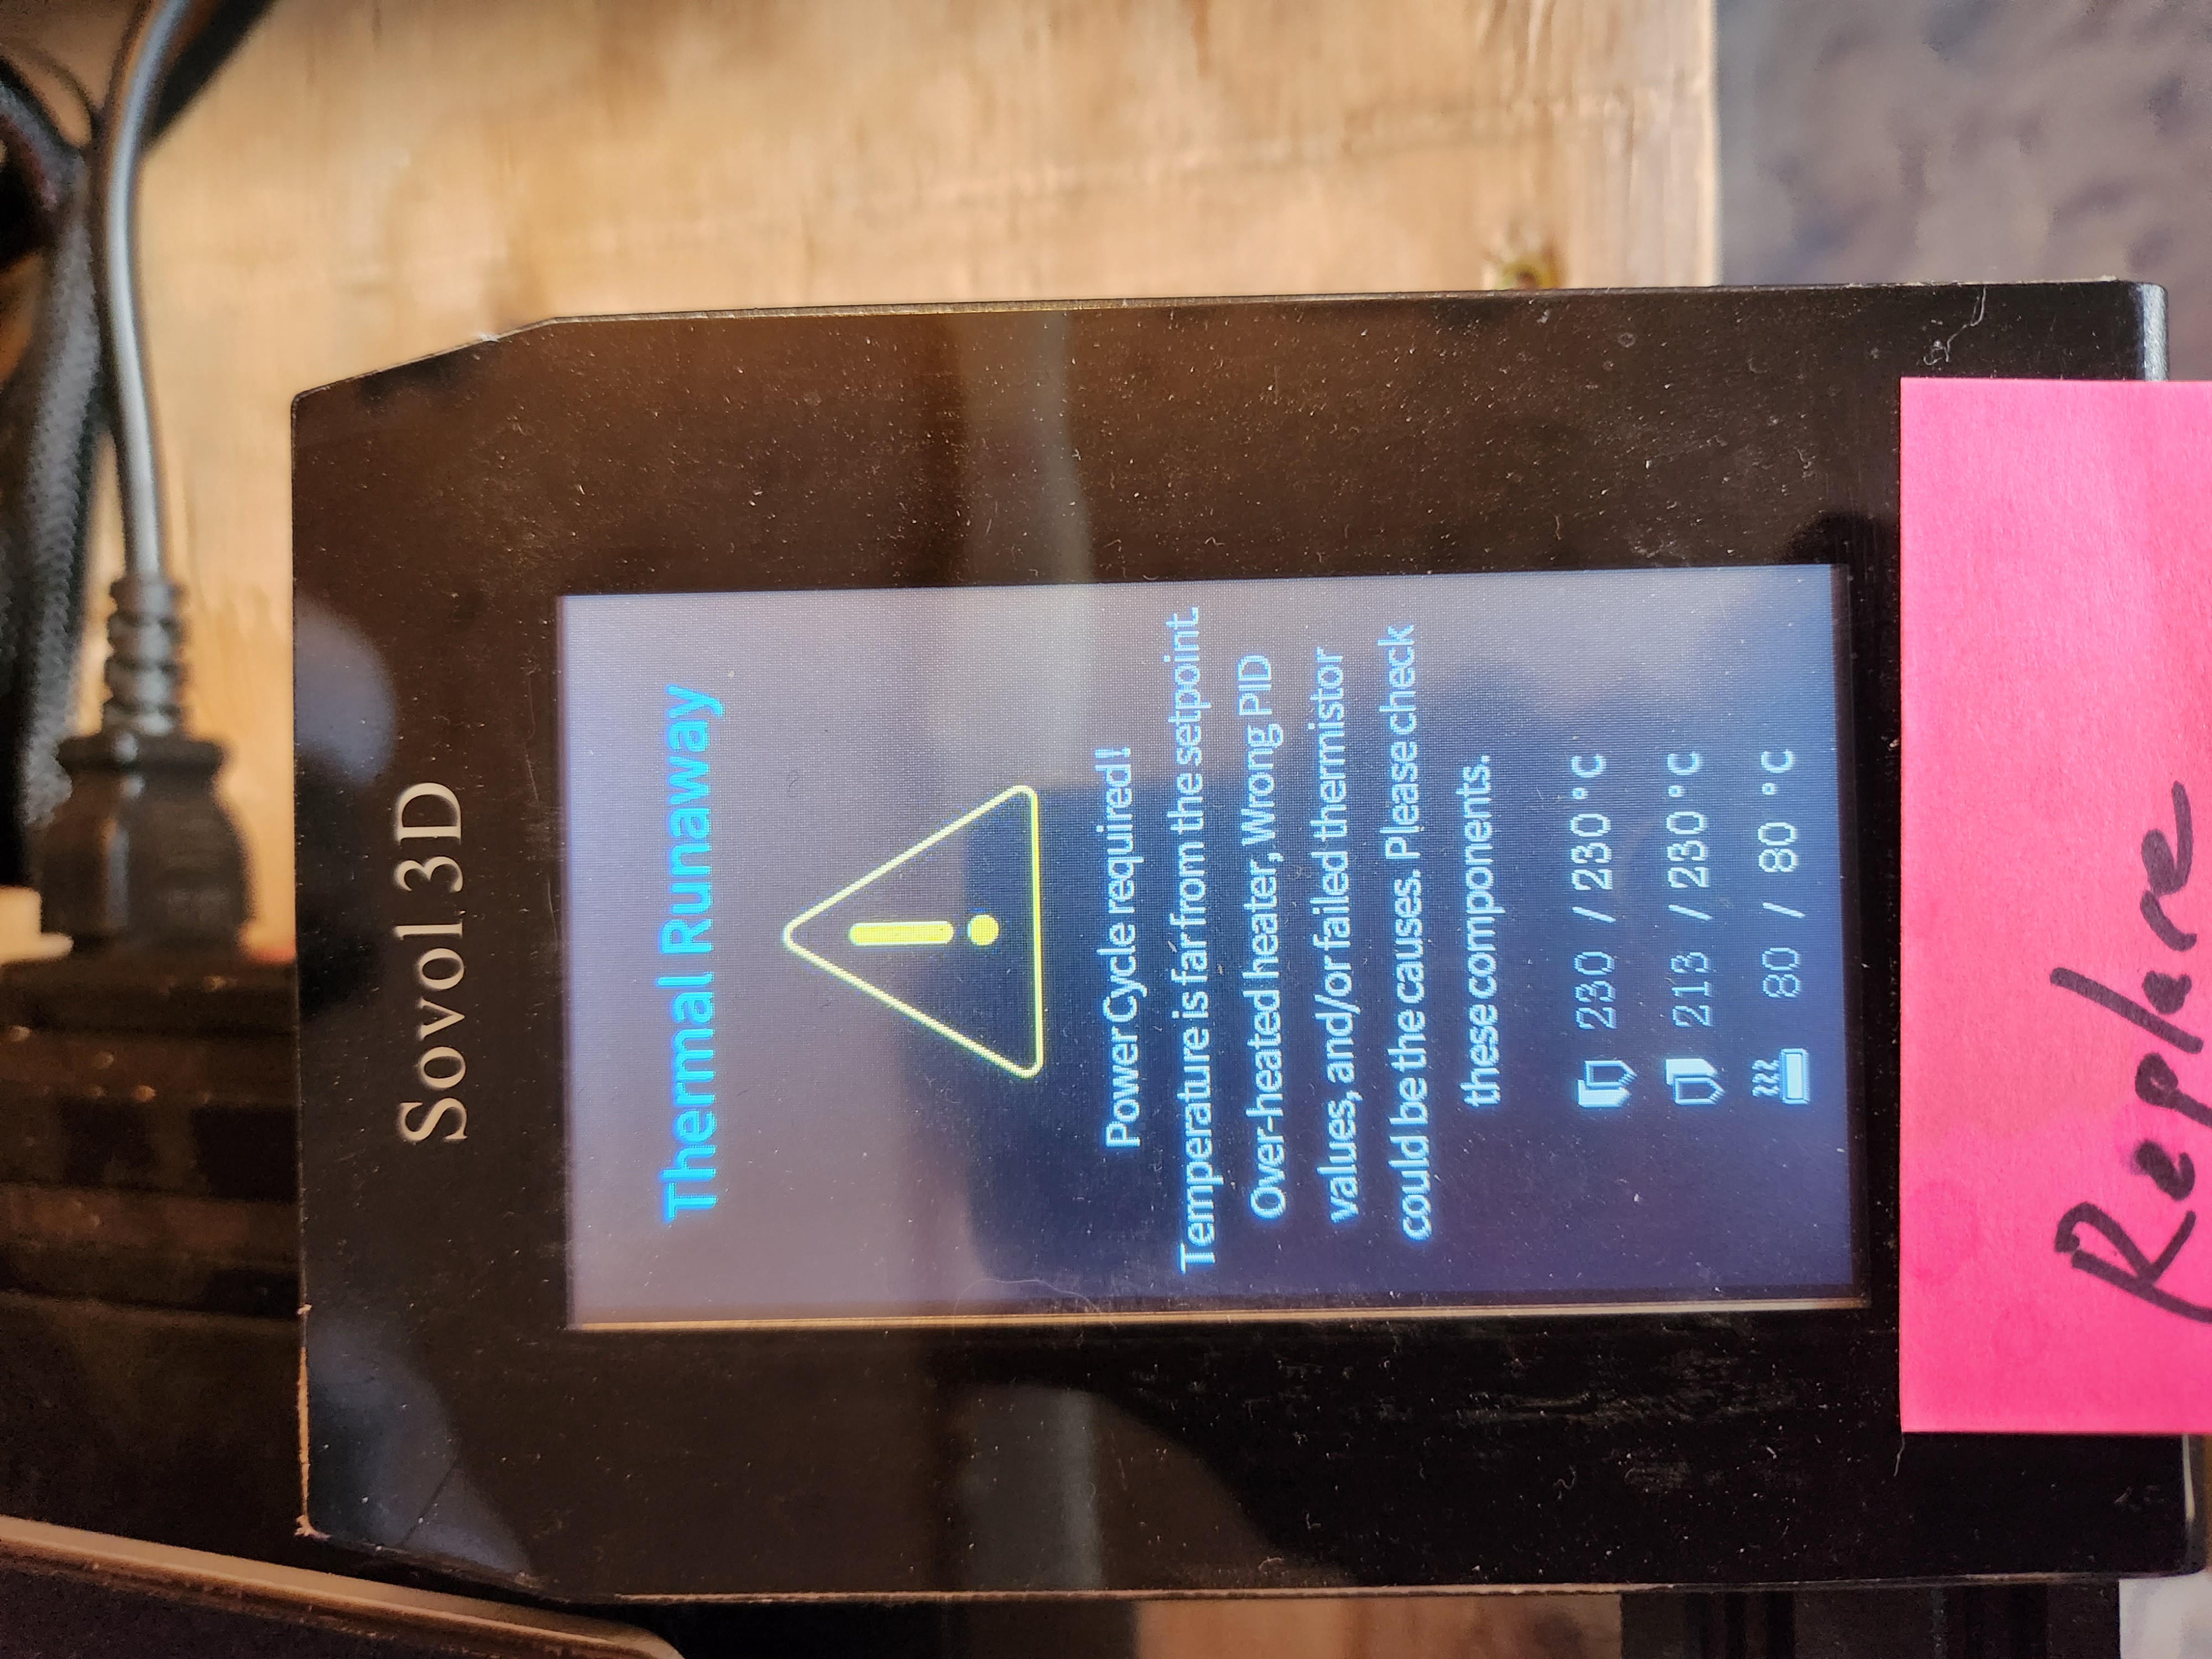 Sovol 3D
Thermal Runaway
!
Power Cycle required!
Temperature is far from the setpoint.
Over-heated heater, Wrong PID
values, and/or failed thermistor
could be the causes. Please check
these components.
230 / 230°C
213 / 230°C
80 / 80 °C
Replace